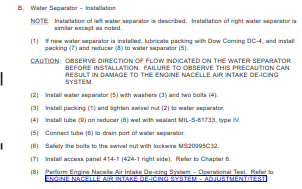 B. Water Separator – Installation
NOTE: Installation of left water separator is described. Installation of right water separator is
similar except as noted.
(1) If new water separator is installed, lubricate packing with Dow Corning DC-4, and install
packing (7) and reducer (8) to water separator (5).
CAUTION: OBSERVE DIRECTION OF FLOW INDICATED ON THE WATER SEPARATOR
BEFORE INSTALLATION. FAILURE TO OBSERVE THIS PRECAUTION CAN
RESULT IN DAMAGE TO THE ENGINE NACELLE AIR INTAKE DE-ICING
SYSTEM.
(2) Install water separator (5) with washers (3) and two bolts (4).
(3) Install packing (1) and tighten swivel nut (2) to water separator.
(4) Install tube (9) on reducer (8) wet with sealant MIL-S-81733, type IV.
(5) Connect tube (6) to drain port of water separator.
(6) Safety the bolts to the swivel nut with lockwire MS20995C32.
(7) Install access panel 414-1 (424-1 right side). Refer to Chapter 6.
(8) Perform Engine Nacelle Air Intake De-icing System – Operational Test. Refer to
ENGINE NACELLE AIR INTAKE DE-ICING SYSTEM – ADJUSTMENT/TEST.